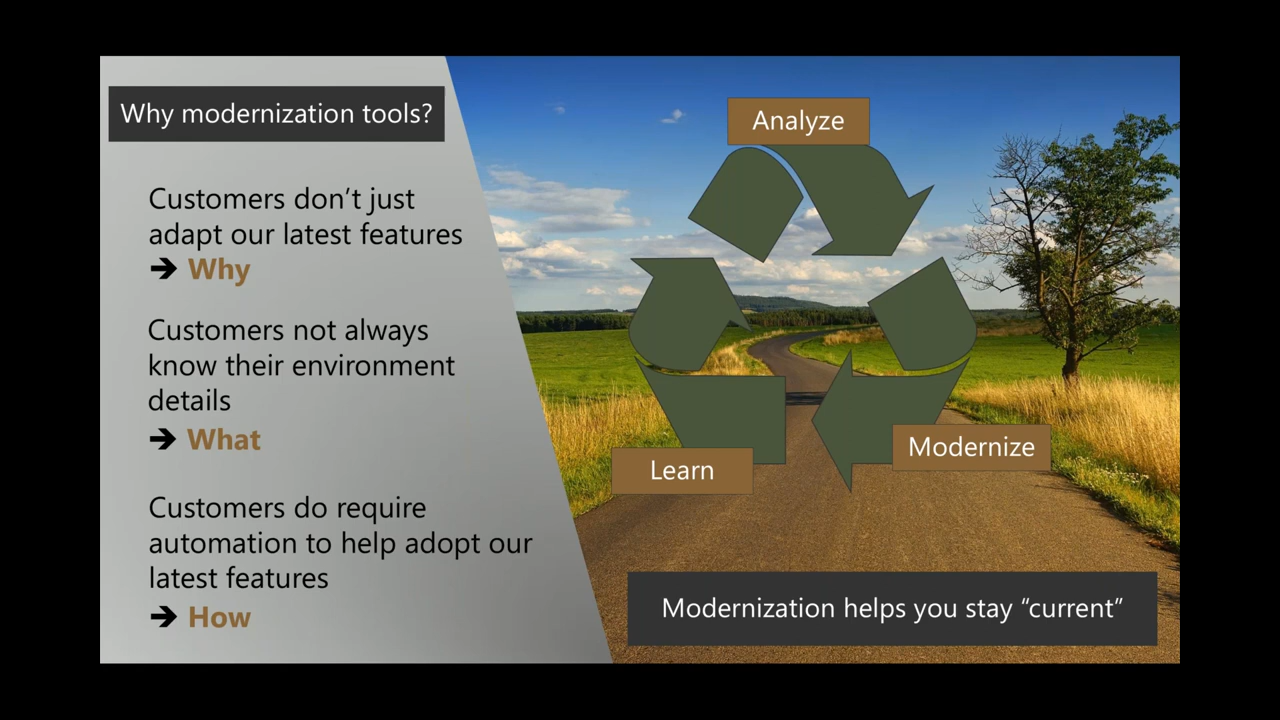 Why modernization tools?
Customers don’t just
adapt our latest features
➔ Why
Customers not always
know their environment
details
➔ What
Customers do require
automation to help adopt our
latest features
➔ How
Analyze
Modernize
Learn
Modernization helps you stay “current”